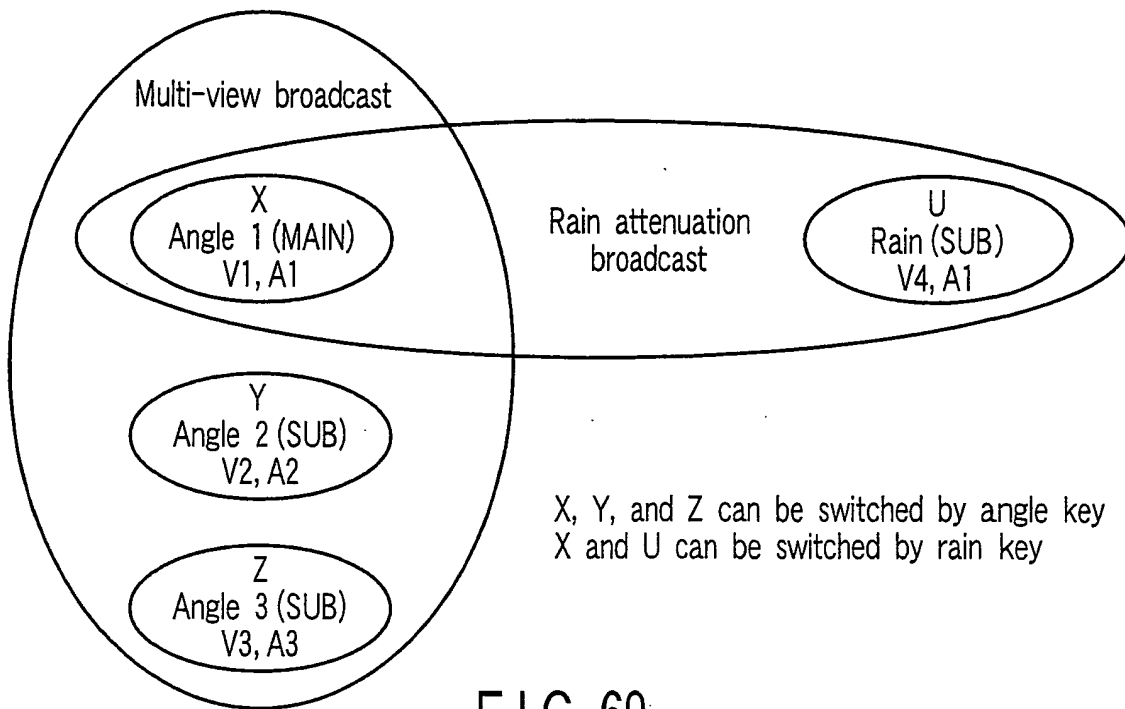 Multi-view broadcast
X
Angle 1 (MAIN)
V1, A1
Rain attenuation
broadcast
U
Rain (SUB)
V4, A1
Y
Angle 2 (SUB)
V2, A2
Z
Angle 3 (SUB)
V3, A3
X, Y, and Z can be switched by angle key
X and U can be switched by rain key